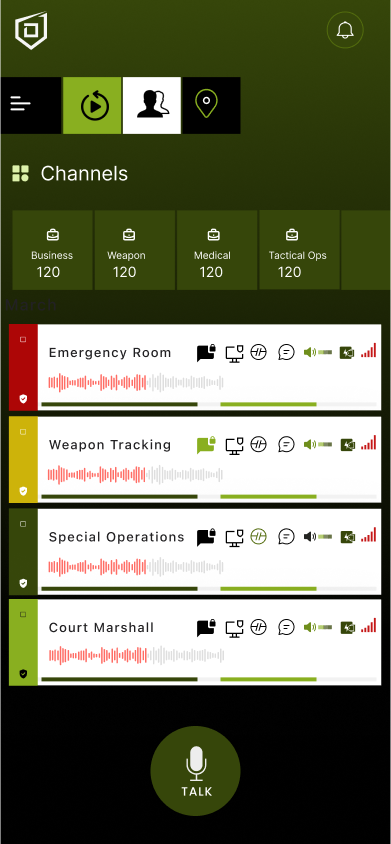 Channels
Business
120
Weapon
120
Medical
120
Tactical Ops
120
Search
Emergency Room
Weapon Tracking
Special Operations
Court Marshall
TALK